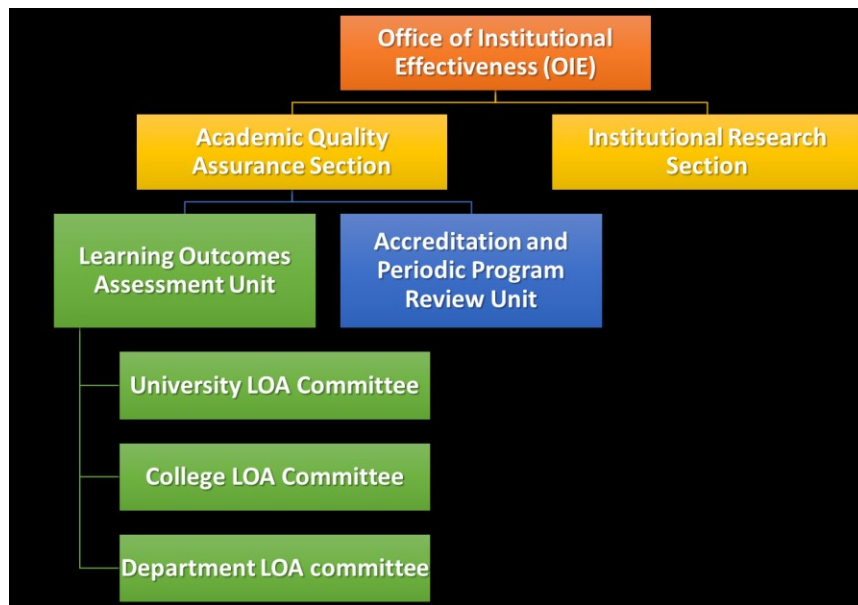 Office of Institutional
Effectiveness (OIE)
Academic Quality
Assurance Section
Institutional Research
Section
Learning Outcomes
Assessment Unit
Accreditation and
Periodic Program
Review Unit
University LOA Committee
College LOA Committee
Department LOA committee